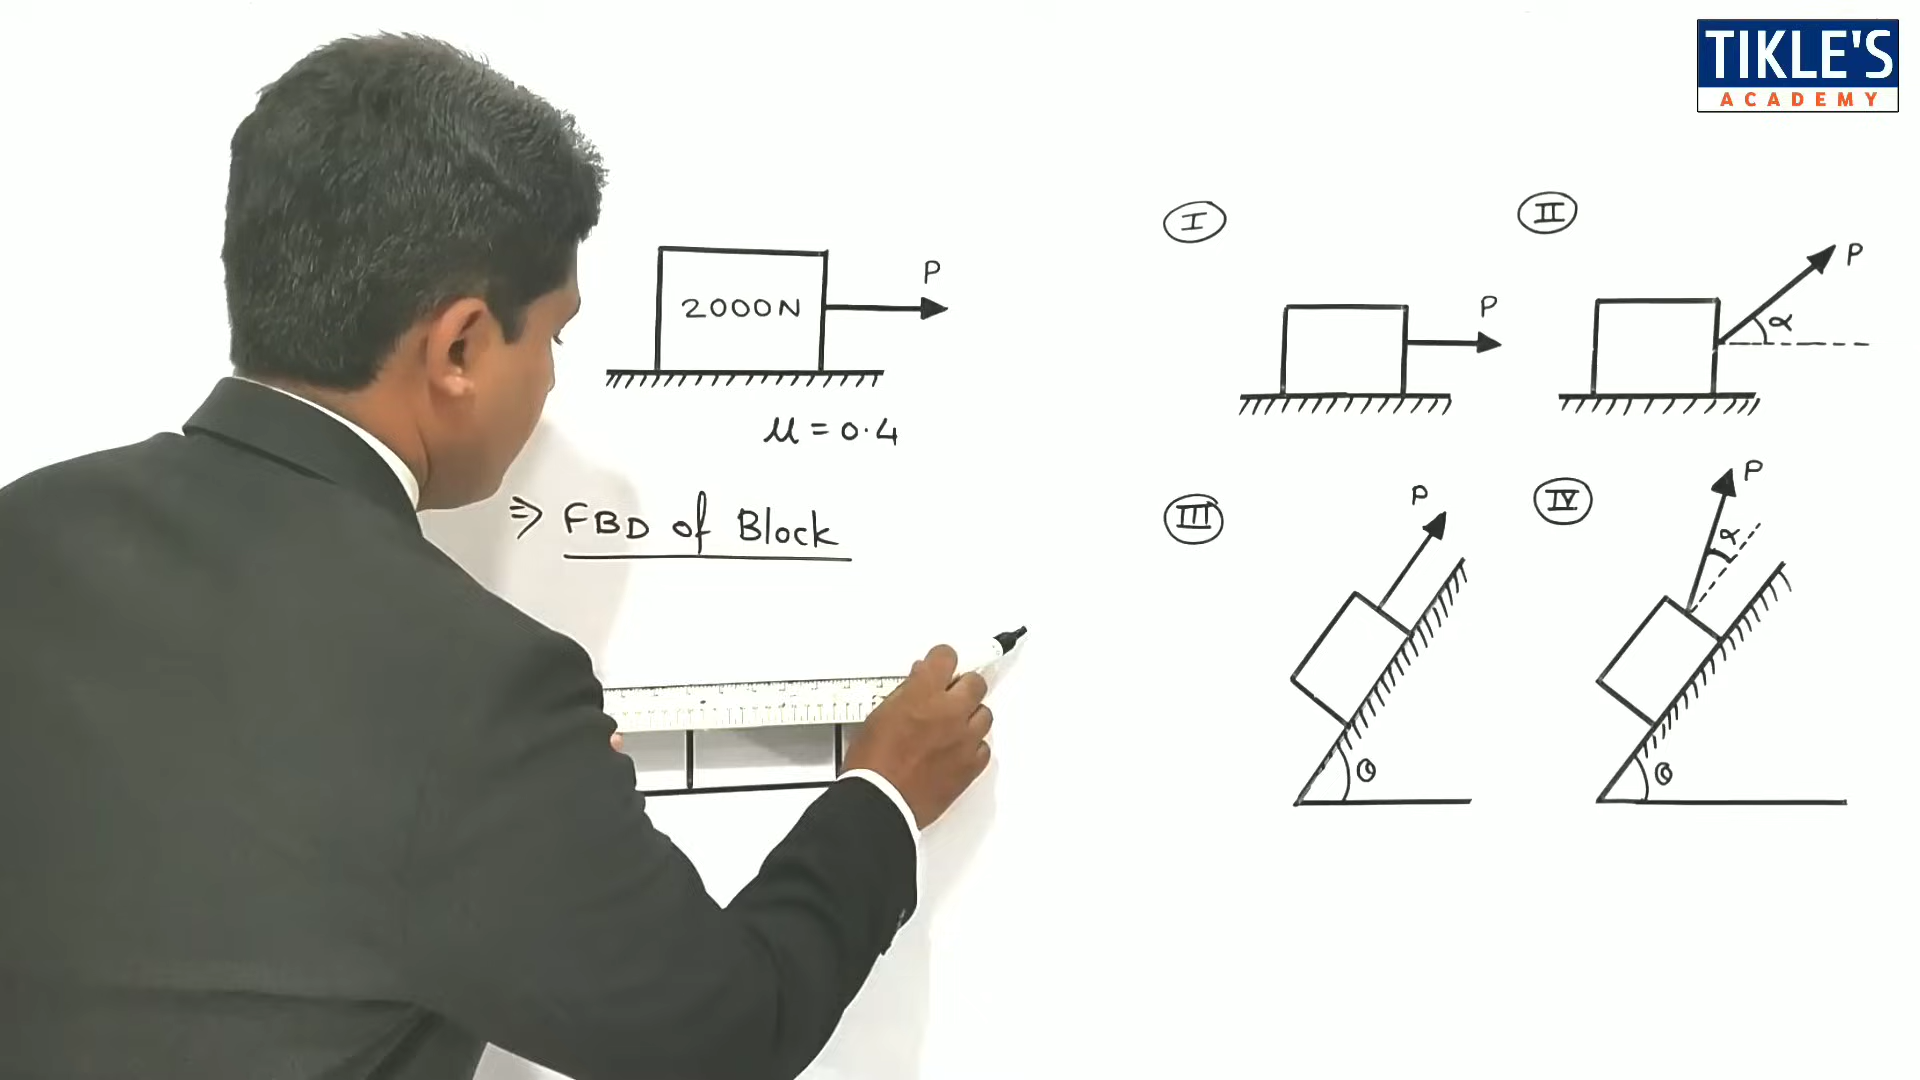 TIKLE'S
ACADEMY
P
2000N
μ = 0.4
⇒ FBD of Block
I
P
II
P
α
III
P
θ
IV
P
α
θ